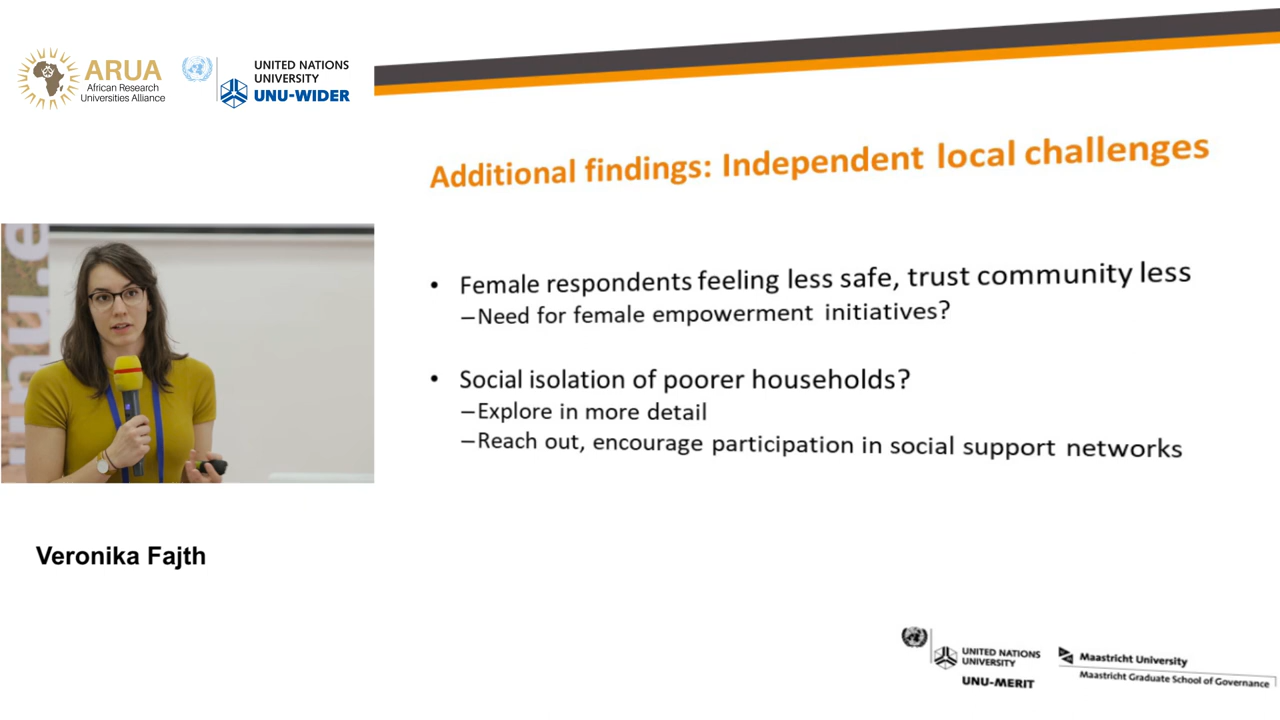 ARUA
African Research
Universities Alliance
UNITED NATIONS
UNIVERSITY
UNU-WIDER
Additional findings: Independent local challenges
• Female respondents feeling less safe, trust community less
–Need for female empowerment initiatives?
• Social isolation of poorer households?
–Explore in more detail
–Reach out, encourage participation in social support networks
Veronika Fajth
UNITED NATIONS
UNIVERSITY
UNU-MERIT
Maastricht University
Maastricht Graduate School of Governance